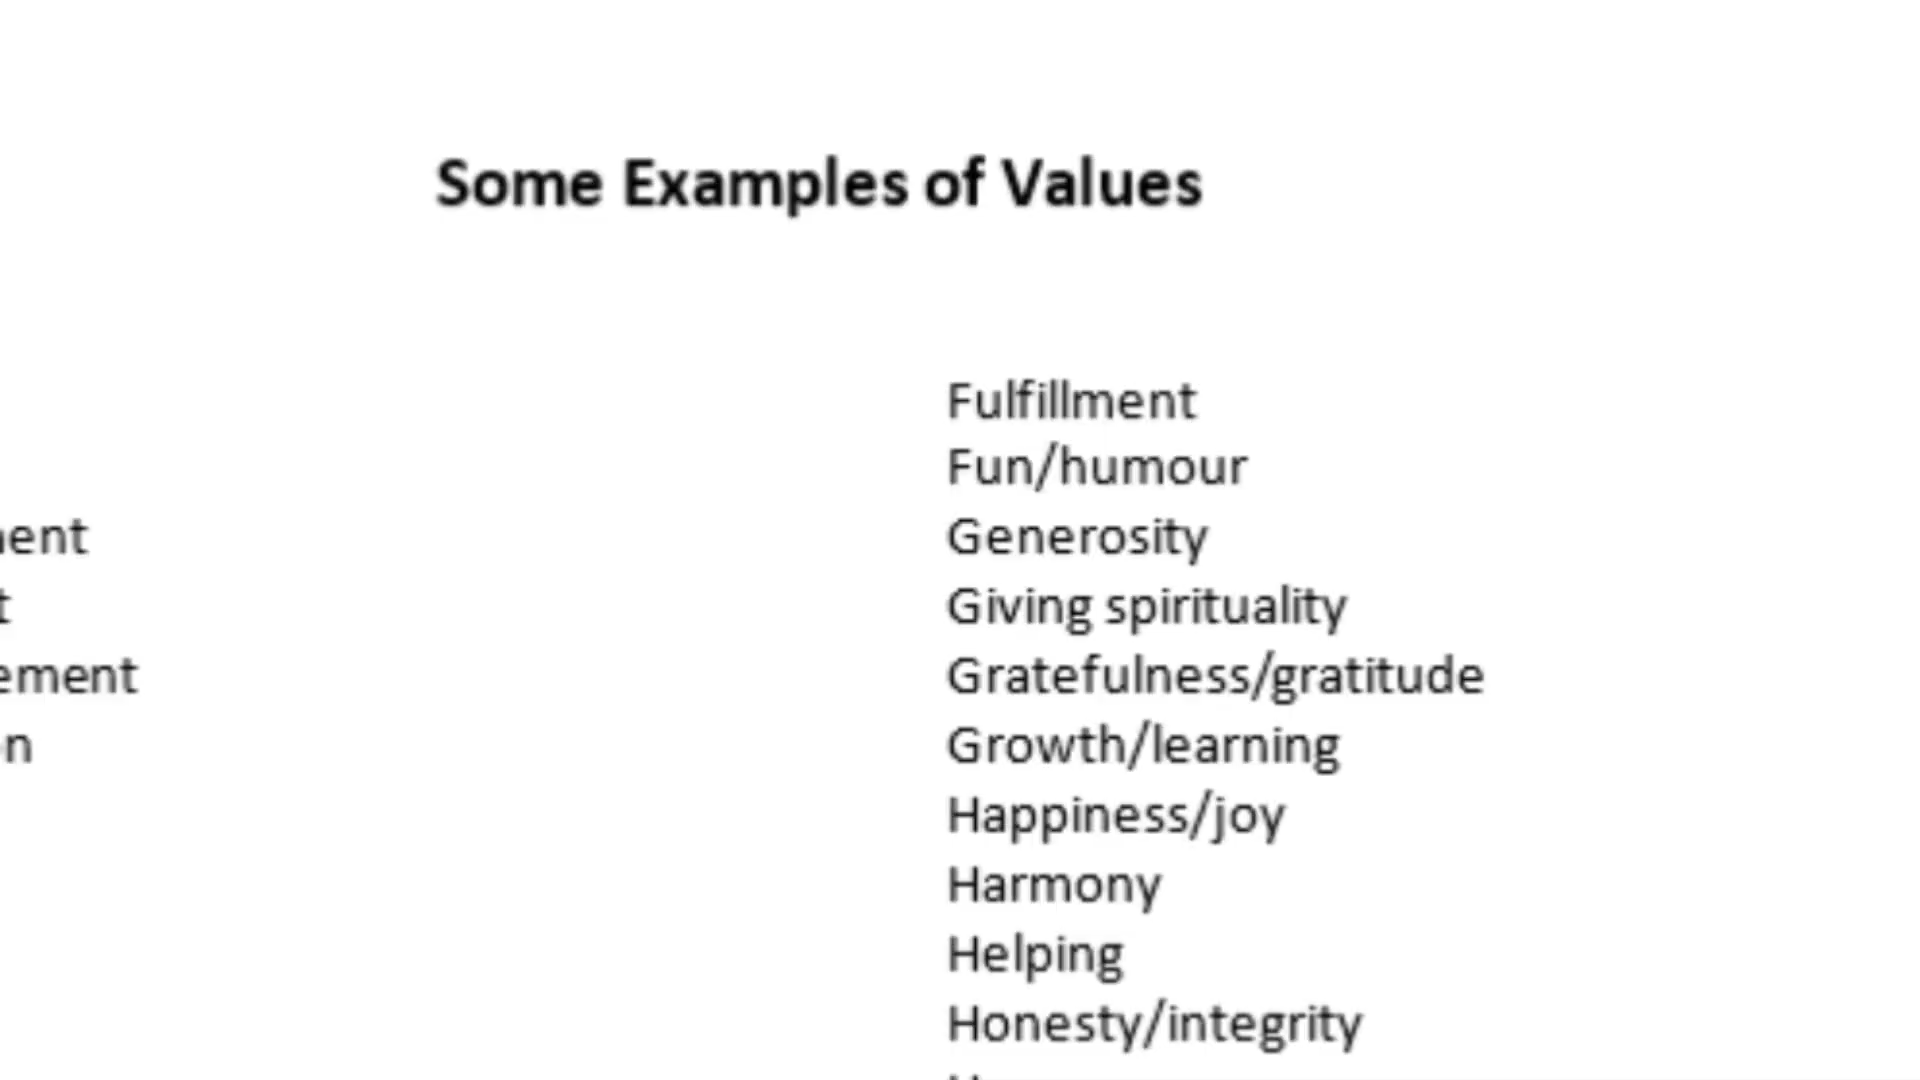 Some Examples of Values
Fulfillment
Fun/humour
Generosity
Giving spirituality
Gratefulness/gratitude
Growth/learning
Happiness/joy
Harmony
Helping
Honesty/integrity